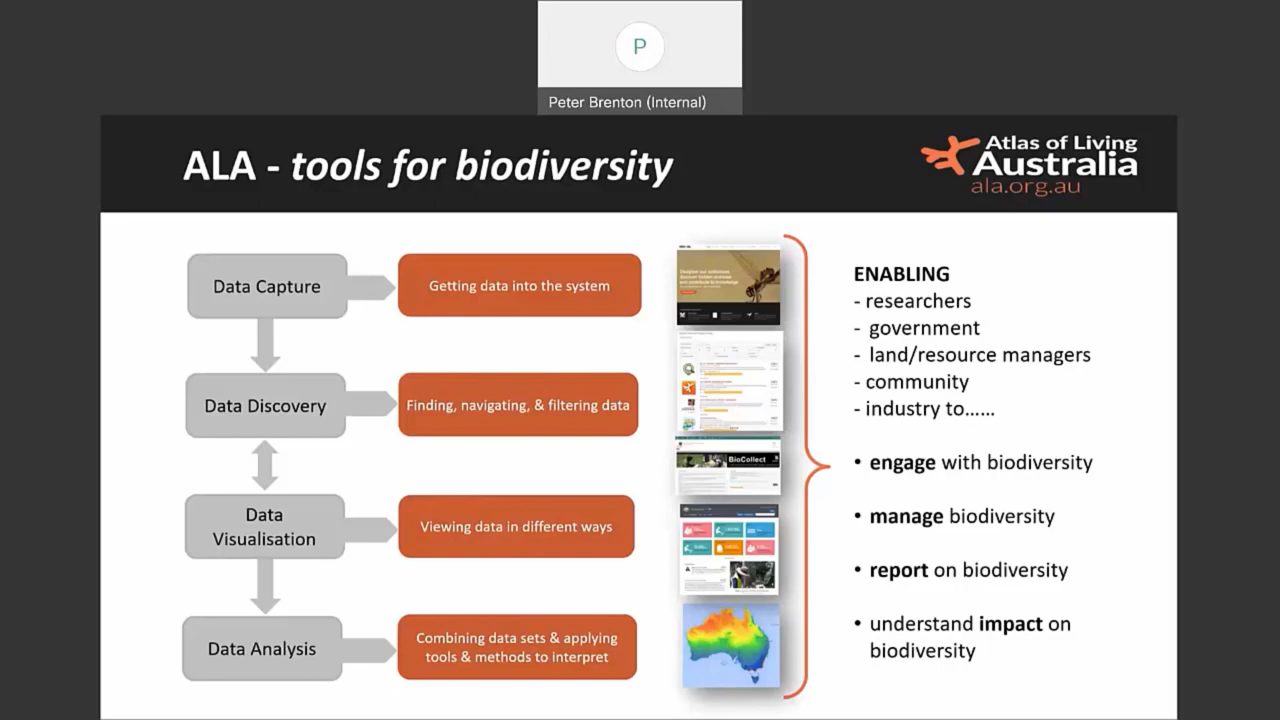 P
Peter Brenton (Internal)
ALA - tools for biodiversity
Atlas of Living
Australia
ala.org.au
Data Capture
Getting data into the system
Data Discovery
Finding, navigating, & filtering data
Data
Visualisation
Viewing data in different ways
Data Analysis
Combining data sets & applying
tools & methods to interpret
BioCollect
ENABLING
- researchers
- government
- land/resource managers
- community
- industry to......
• engage with biodiversity
• manage biodiversity
• report on biodiversity
• understand impact on
biodiversity